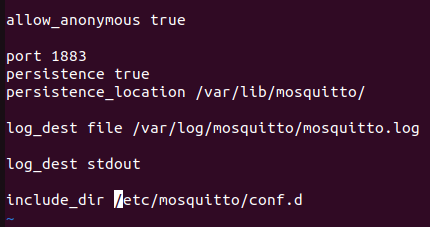 allow_anonymous true
port 1883
persistence true
persistence_location /var/lib/mosquitto/
log_dest file /var/log/mosquitto/mosquitto.log
log_dest stdout
include_dir /etc/mosquitto/conf.d
~